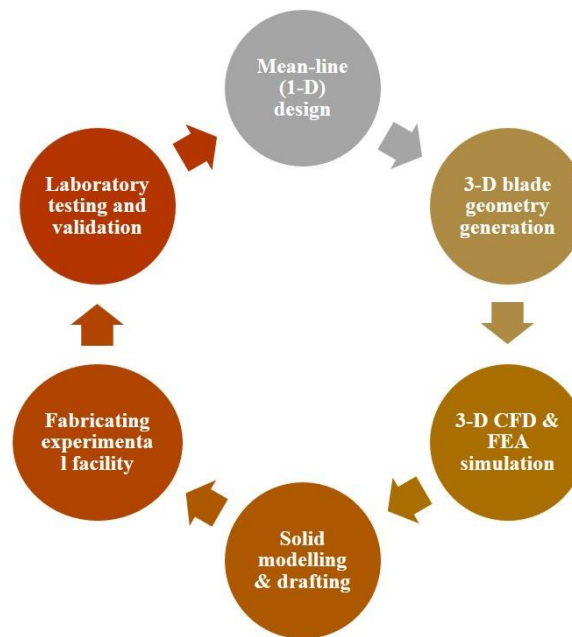 Mean-line
(1-D)
design
3-D blade
geometry
generation
3-D CFD &
FEA
simulation
Solid
modelling
& drafting
Fabricating
experimenta
l facility
Laboratory
testing and
validation